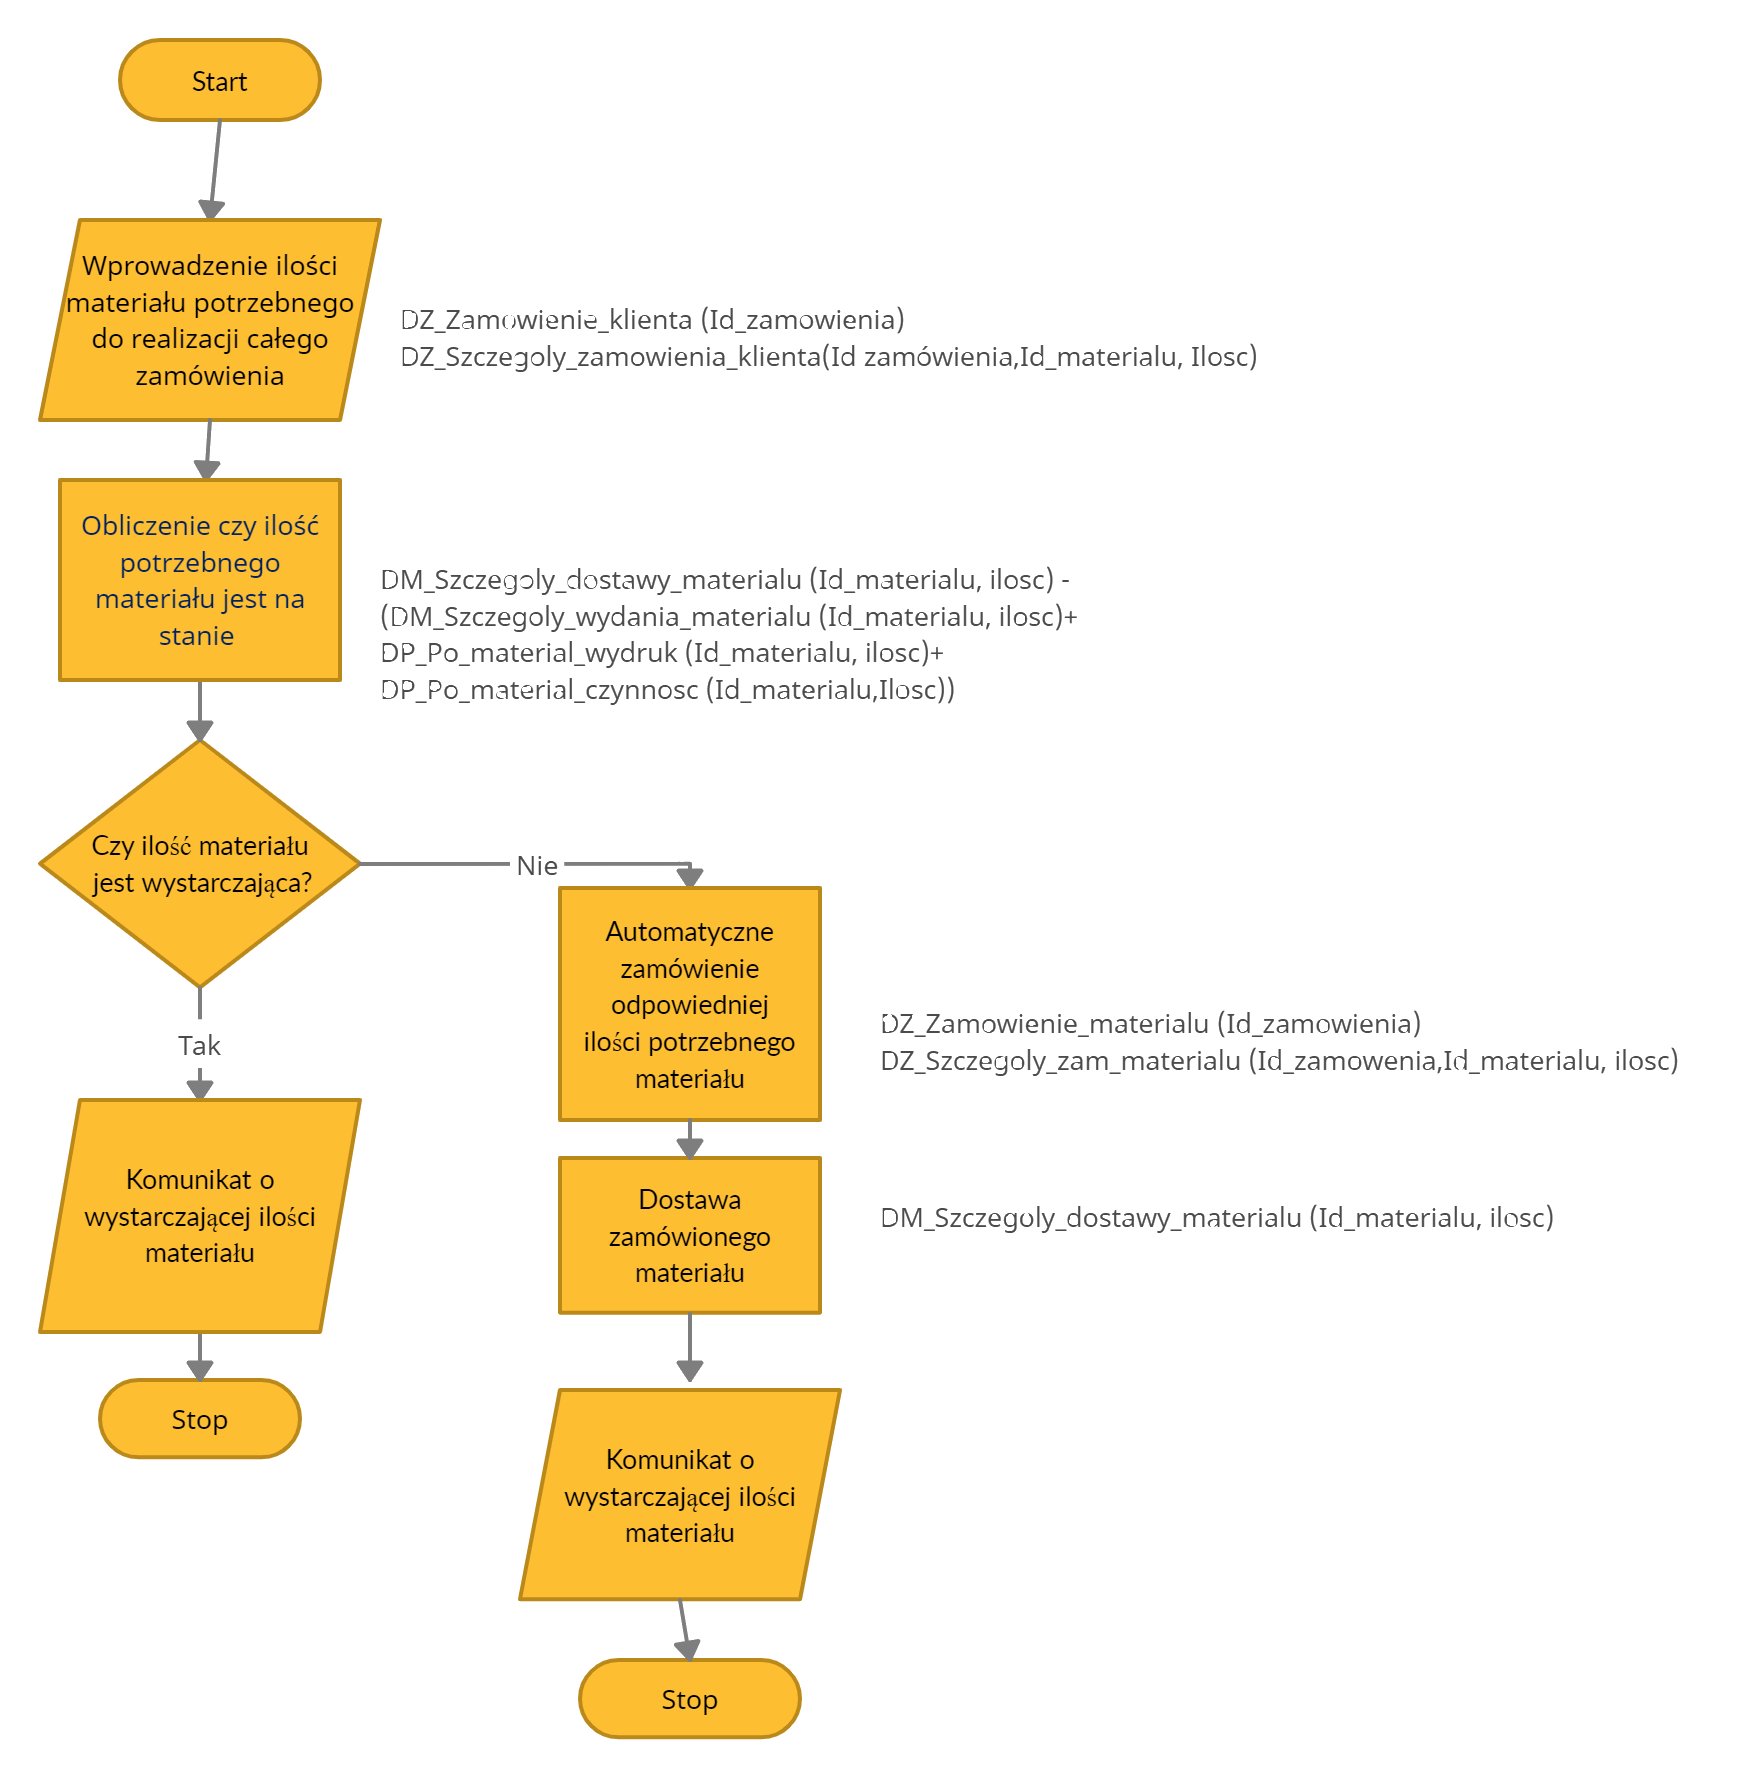 Start
Wprowadzenie ilości
materiału potrzebnego
do realizacji całego
zamówienia
DZ_Zamowienie_klienta (Id_zamowienia)
DZ_Szczegoly_zamowienia_klienta(Id zamówienia,Id_materialu, Ilosc)
Obliczenie czy ilość
potrzebnego
materiału jest na
stanie
DM_Szczegoly_dostawy_materialu (Id_materialu, ilosc) -
(DM_Szczegoly_wydania_materialu (Id_materialu, ilosc)+
DP_Po_material_wydruk (Id_materialu, ilosc)+
DP_Po_material_czynnosc (Id_materialu,Ilosc))
Czy ilość materiału
jest wystarczająca?
Nie
Automatyczne
zamówienie
odpowiedniej
ilości potrzebnego
materiału
DZ_Zamowienie_materialu (Id_zamowienia)
DZ_Szczegoly_zam_materialu (Id_zamowenia,Id_materialu, ilosc)
Tak
Komunikat o
wystarczającej ilości
materiału
Dostawa
zamówionego
materiału
DM_Szczegoly_dostawy_materialu (Id_materialu, ilosc)
Stop
Komunikat o
wystarczającej ilości
materiału
Stop